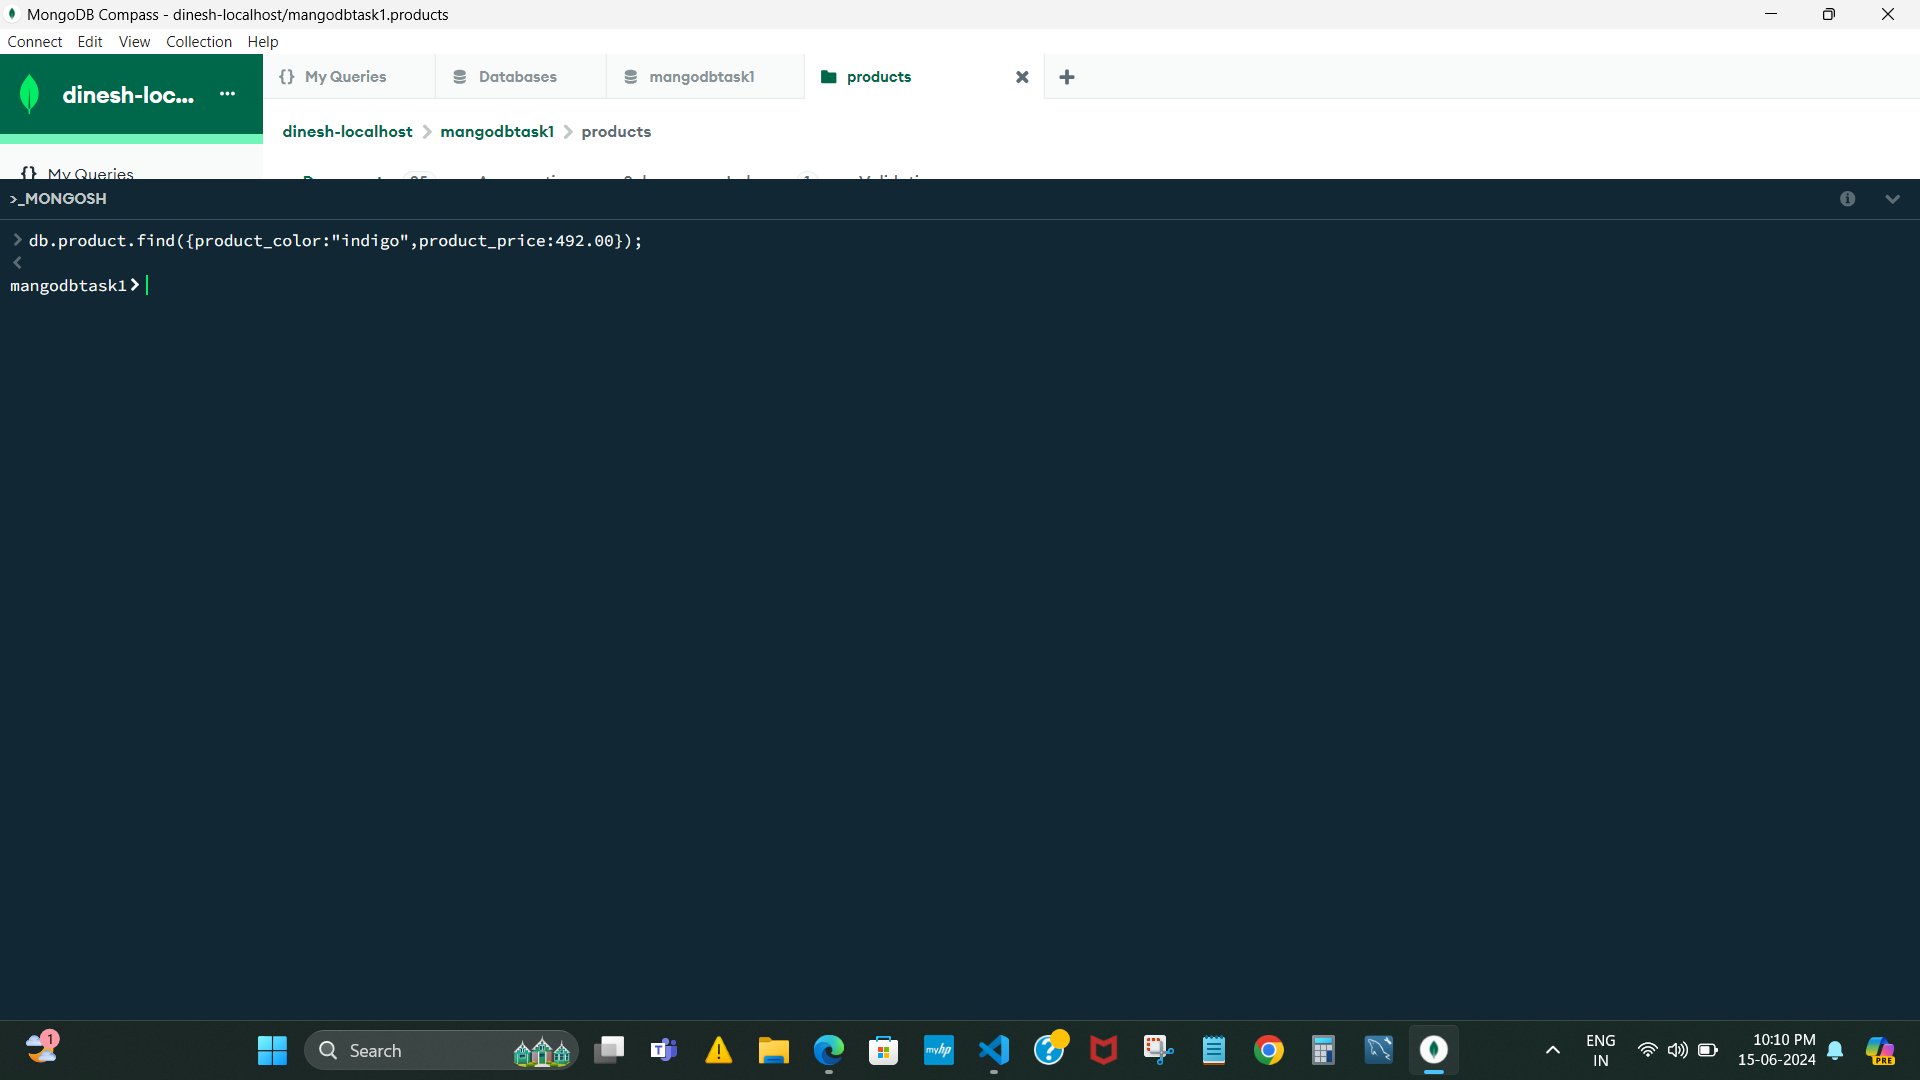 MongoDB Compass - dinesh-localhost/mangodbtask1.products
Connect Edit View Collection Help
dinesh-loc... ...
{} My Queries
Databases
mangodbtask1
products
dinesh-localhost > mangodbtask1 > products
{} My Queries
>_MONGOSH
> db.product.find({product_color:"indigo",product_price:492.00});
<
mangodbtask1>
1
Search
myhp
ENG
IN
10:10 PM
15-06-2024
PRE